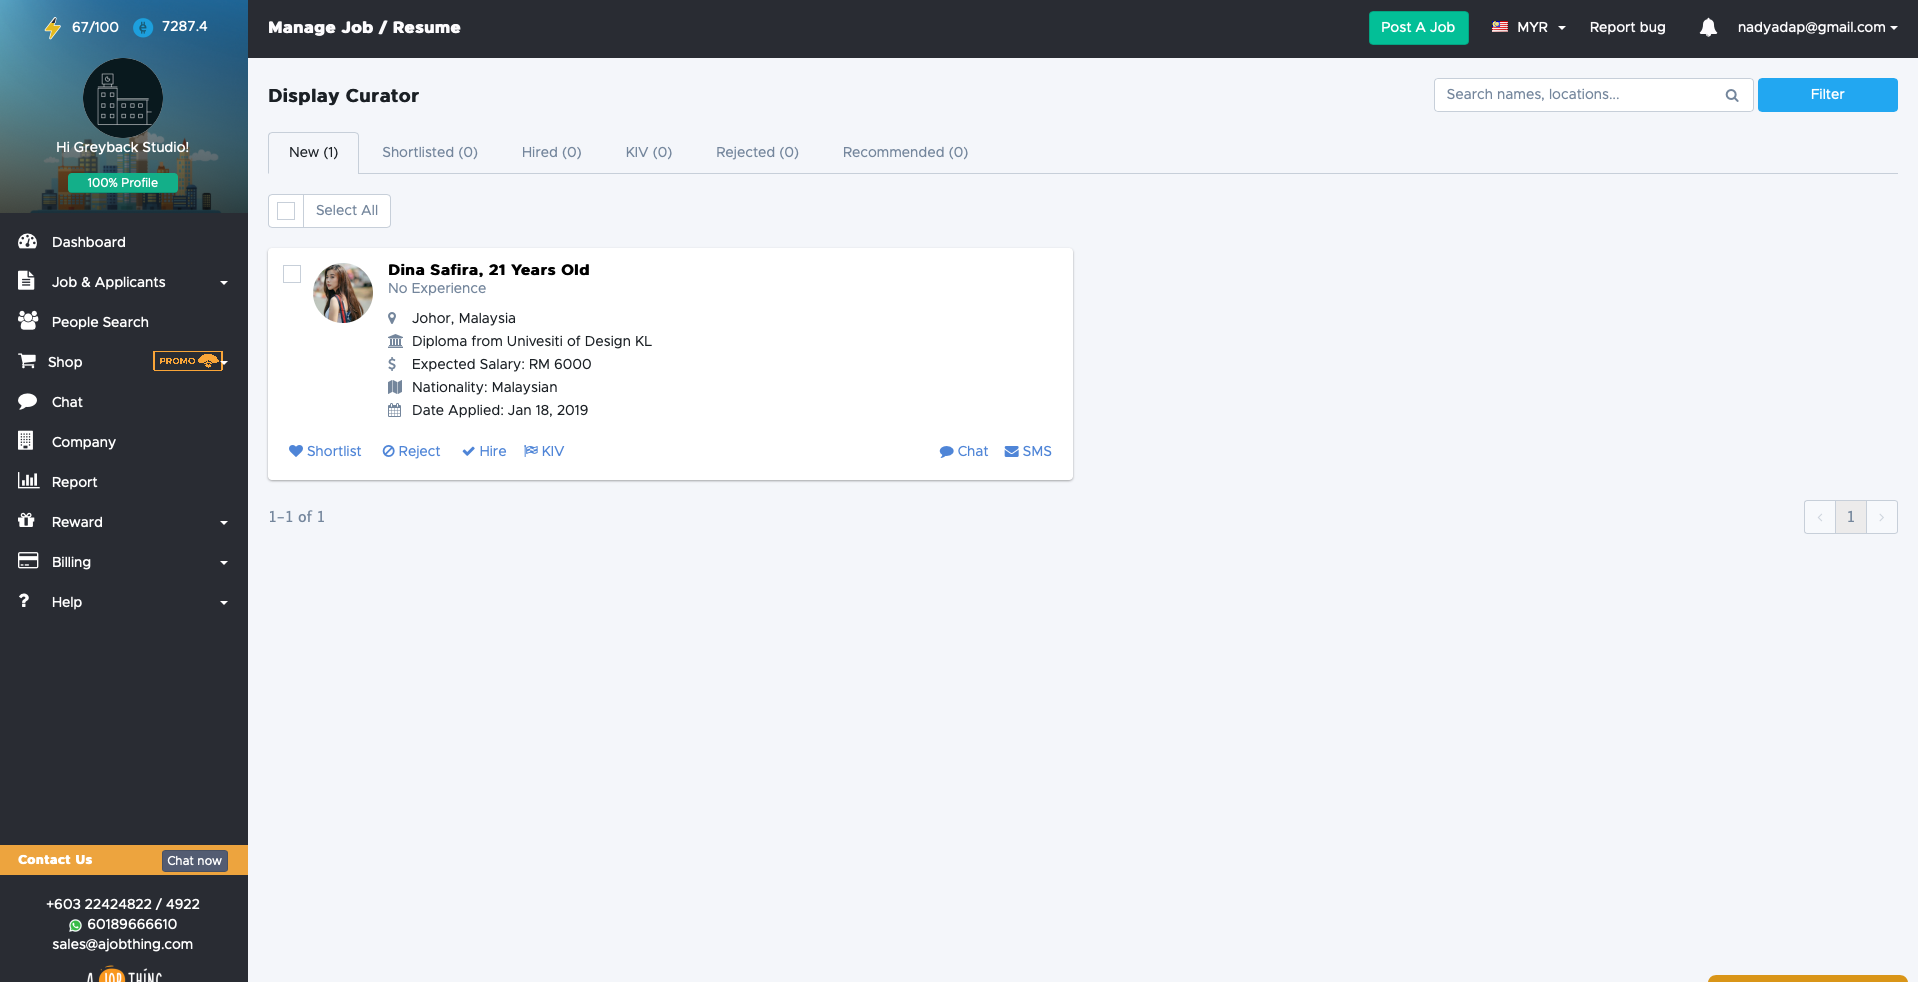 67/100 7287.4
Hi Greyback Studio!
100% Profile
Dashboard
Job & Applicants
People Search
Shop PROMO
Chat
Company
Report
Reward
Billing
Help
Contact Us Chat now
+603 22424822 / 4922
60189666610
sales@ajobthing.com
A JOB THING
Manage Job / Resume
Post A Job MYR Report bug nadyadap@gmail.com
Display Curator
Search names, locations... Filter
New (1) Shortlisted (0) Hired (0) KIV (0) Rejected (0) Recommended (0)
Select All
Dina Safira, 21 Years Old
No Experience
Johor, Malaysia
Diploma from Univesiti of Design KL
Expected Salary: RM 6000
Nationality: Malaysian
Date Applied: Jan 18, 2019
Shortlist Reject Hire KIV Chat SMS
1-1 of 1
1